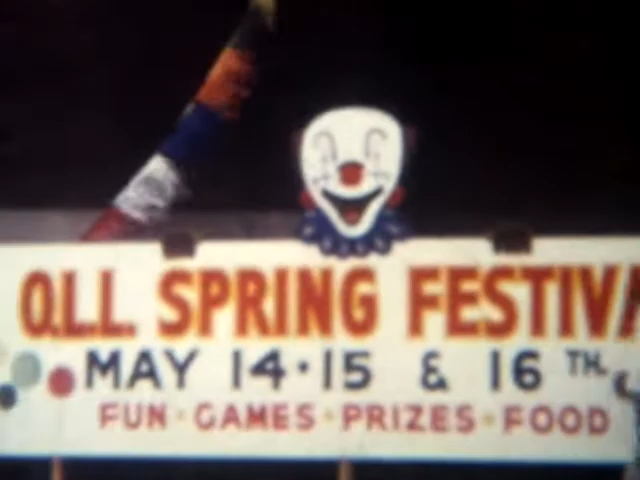 O.L.L. SPRING FESTIVA
MAY 14·15 & 16 TH.
FUN · GAMES · PRIZES · FOOD